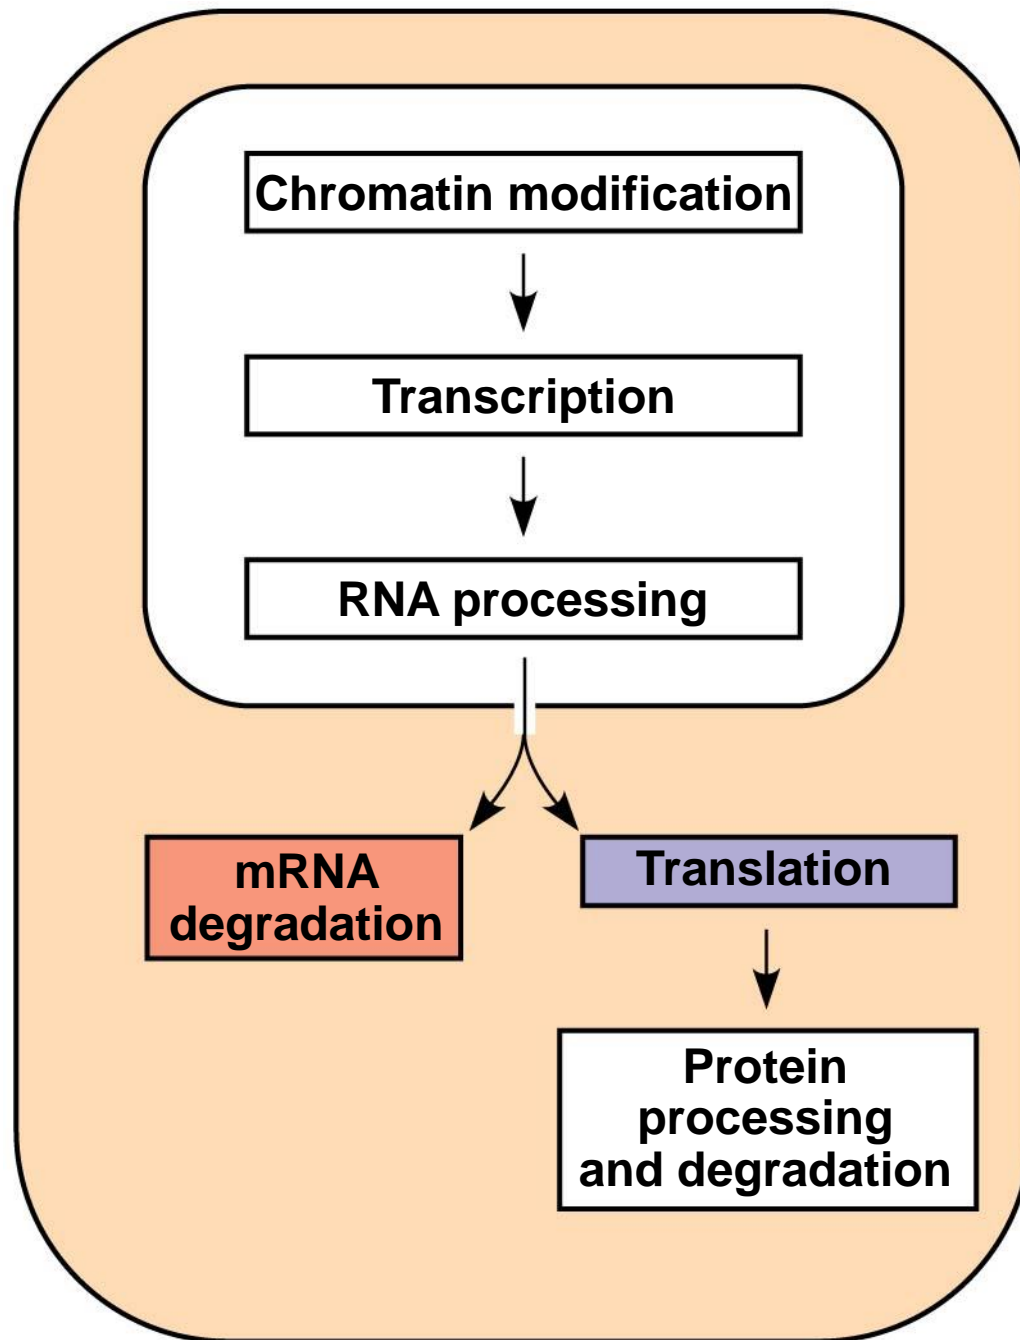 Chromatin modification
Transcription
RNA processing
mRNA
degradation
Translation
Protein
processing
and degradation